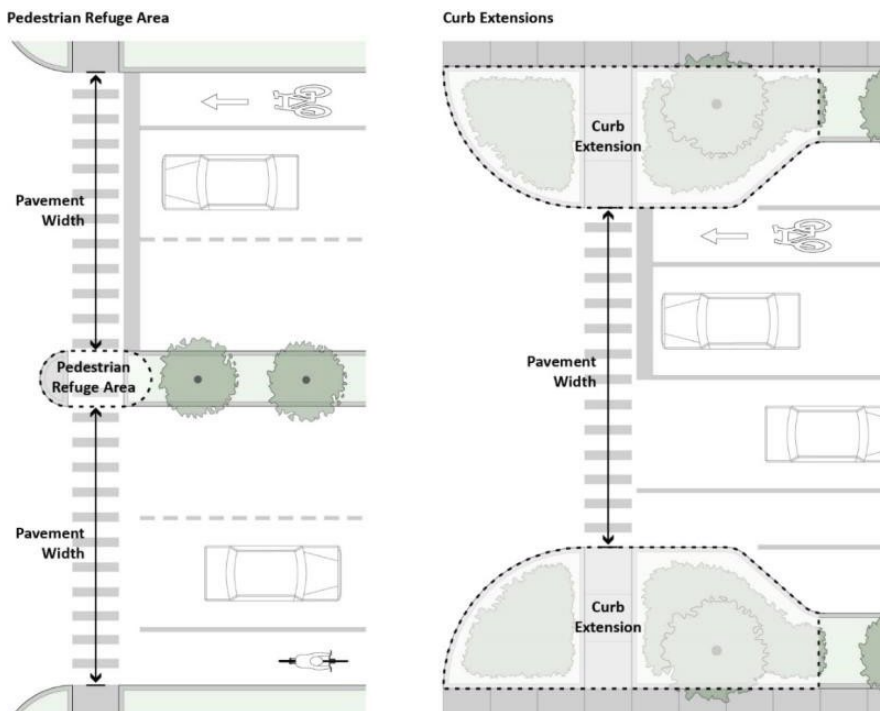 Pedestrian Refuge Area
Pavement
Width
Pedestrian
Refuge Area
Pavement
Width
Curb Extensions
Curb
Extension
Pavement
Width
Curb
Extension